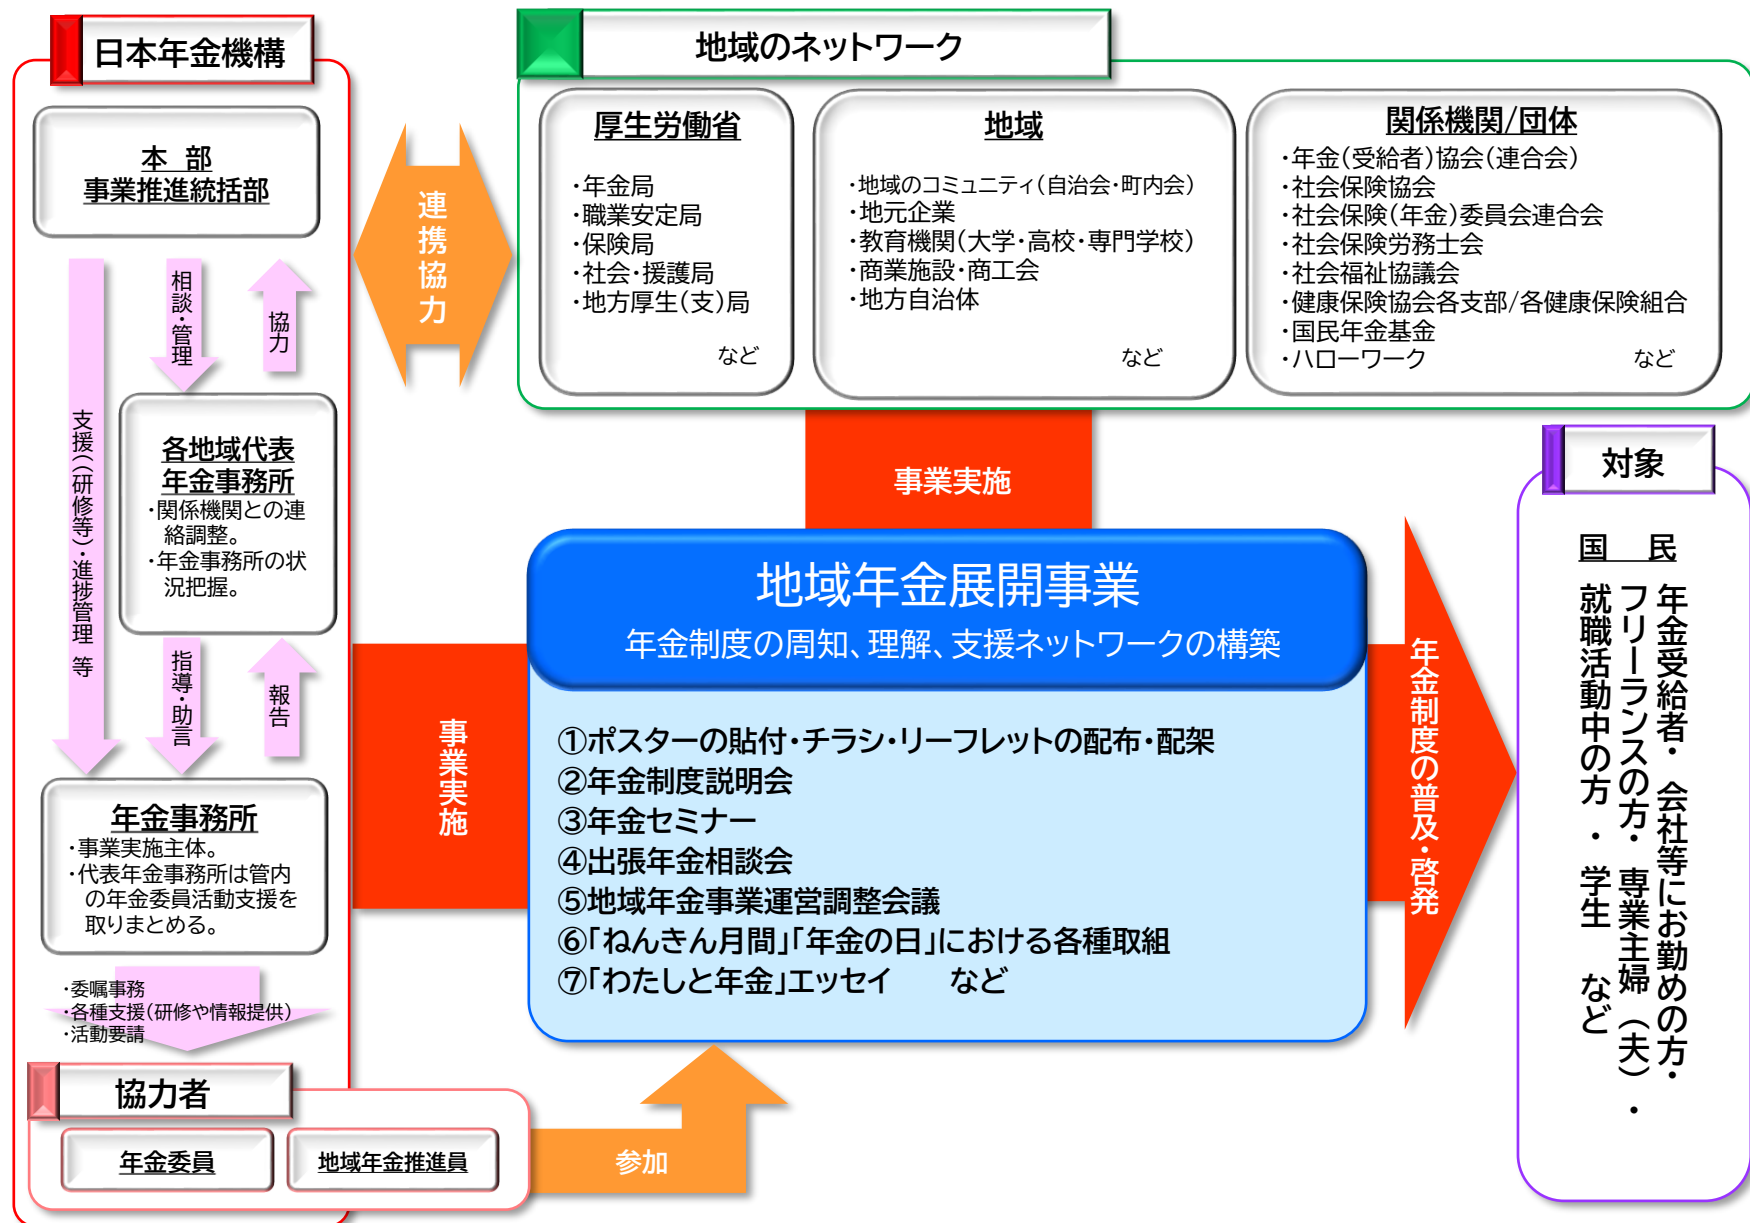 日本年金機構
本 部
事業推進統括部
支援((研修等)・進捗管理 等
相談・管理
協力
各地域代表
年金事務所
・関係機関との連
絡調整。
・年金事務所の状
況把握。
指導・助言
報告
年金事務所
・事業実施主体。
・代表年金事務所は管内
の年金委員活動支援を
取りまとめる。
・委嘱事務
・各種支援(研修や情報提供)
・活動要請
協力者
年金委員
地域年金推進員
連携協力
地域のネットワーク
厚生労働省
・年金局
・職業安定局
・保険局
・社会・援護局
・地方厚生(支)局
など
地域
・地域のコミュニティ(自治会・町内会)
・地元企業
・教育機関(大学・高校・専門学校)
・商業施設・商工会
・地方自治体
など
関係機関/団体
・年金(受給者)協会(連合会)
・社会保険協会
・社会保険(年金)委員会連合会
・社会保険労務士会
・社会福祉協議会
・健康保険協会各支部/各健康保険組合
・国民年金基金
・ハローワーク
など
事業実施
事業実施
地域年金展開事業
年金制度の周知、理解、支援ネットワークの構築
①ポスターの貼付・チラシ・リーフレットの配布・配架
②年金制度説明会
③年金セミナー
④出張年金相談会
⑤地域年金事業運営調整会議
⑥「ねんきん月間」「年金の日」における各種取組
⑦「わたしと年金」エッセイ　など
参加
年金制度の普及・啓発
対象
国 民
年金受給者・ 会社等にお勤めの方・
フリーランスの方・ 専業主婦(夫)・
就職活動中の方 ・ 学生 など